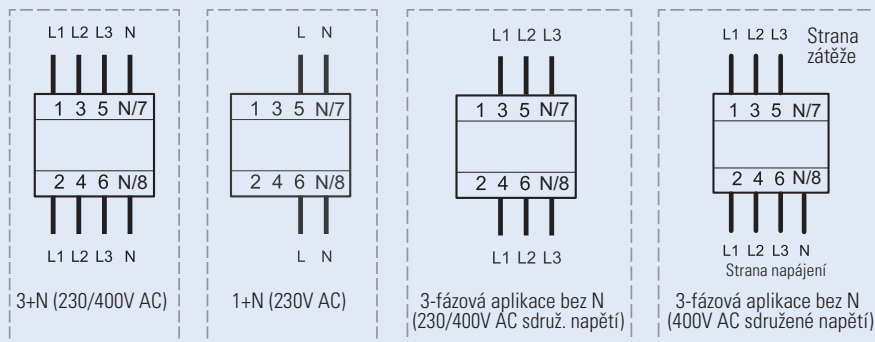 L1 L2 L3 N
1 3 5 N/7
2 4 6 N/8
L1 L2 L3 N
3+N (230/400V AC)
L N
1 3 5 N/7
2 4 6 N/8
L N
1+N (230V AC)
L1 L2 L3
1 3 5 N/7
2 4 6 N/8
L1 L2 L3
3-fázová aplikace bez N
(230/400V AC sdruž. napětí)
L1 L2 L3
Strana
zátěže
1 3 5 N/7
2 4 6 N/8
L1 L2 L3 N
Strana napájení
3-fázová aplikace bez N
(400V AC sdružené napětí)